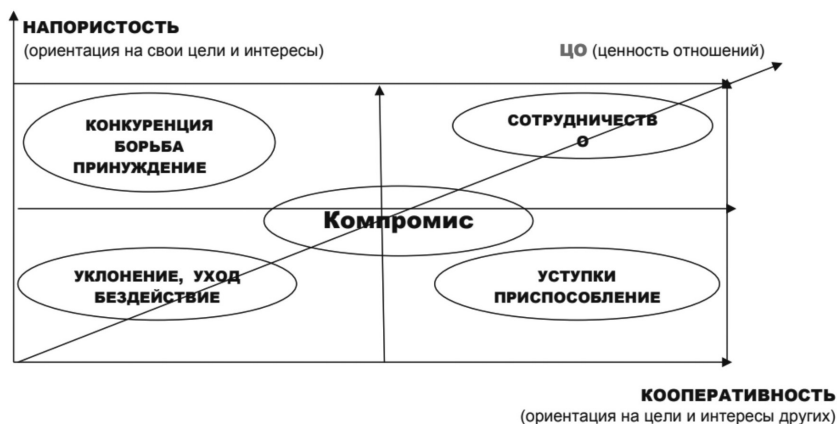 НАПОРИСТОСТЬ
(ориентация на свои цели и интересы)
ЦО (ценность отношений)
КОНКУРЕНЦИЯ
БОРЬБА
ПРИНУЖДЕНИЕ
СОТРУДНИЧЕСТВ
О
Компромис
УКЛОНЕНИЕ, УХОД
БЕЗДЕЙСТВИЕ
УСТУПКИ
ПРИСПОСОБЛЕНИЕ
КООПЕРАТИВНОСТЬ
(ориентация на цели и интересы других)